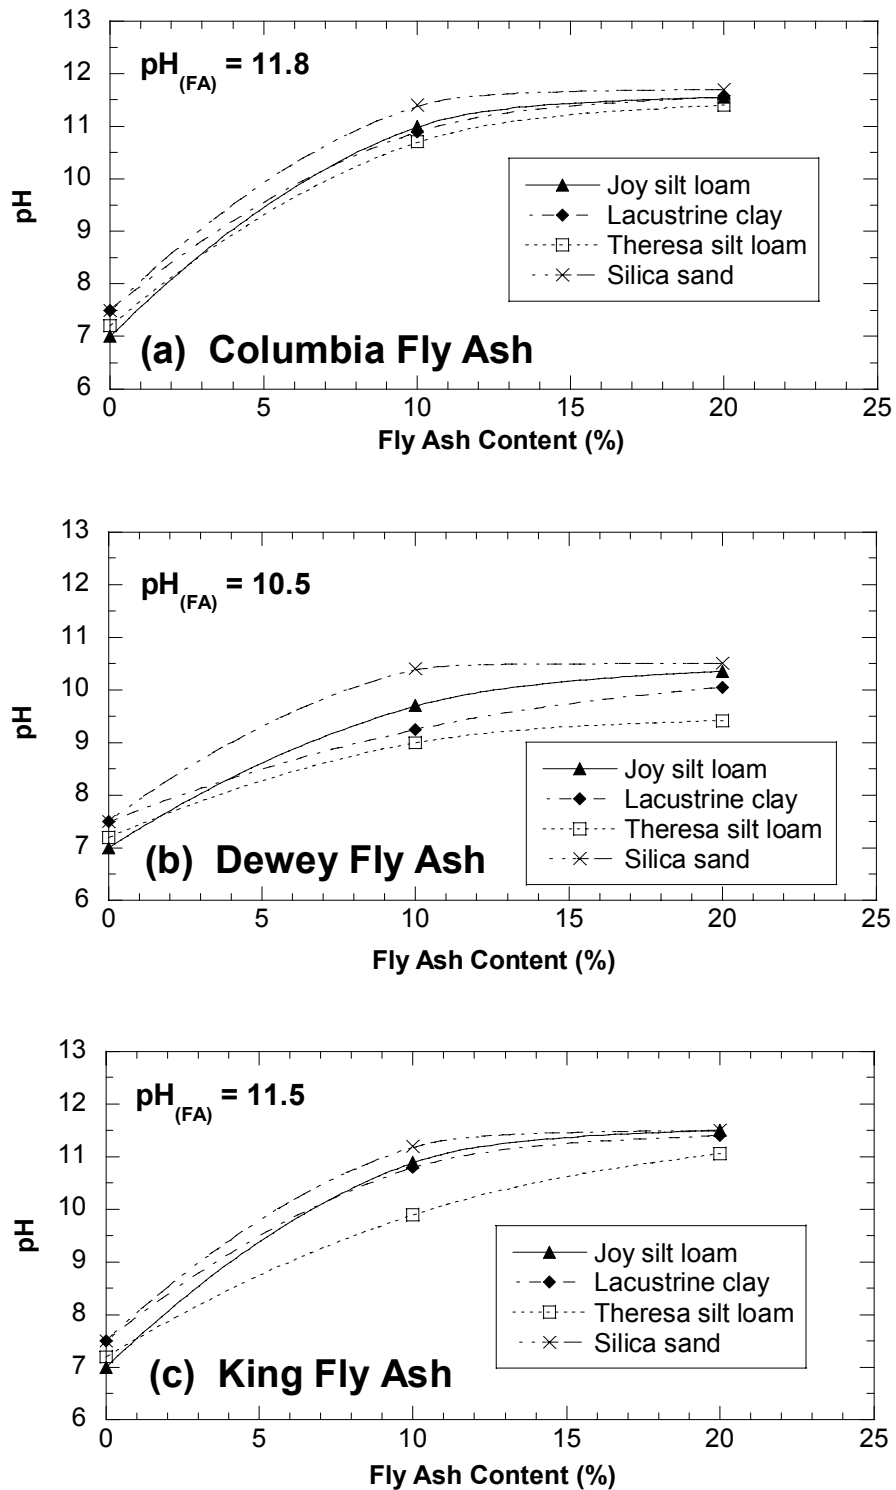 13
12
11
10
9
8
7
6
pH
pH(FA) = 11.8
Joy silt loam
Lacustrine clay
Theresa silt loam
Silica sand
(a) Columbia Fly Ash
0 5 10 15 20 25
Fly Ash Content (%)
13
12
11
10
9
8
7
6
pH
pH(FA) = 10.5
Joy silt loam
Lacustrine clay
Theresa silt loam
Silica sand
(b) Dewey Fly Ash
0 5 10 15 20 25
Fly Ash Content (%)
13
12
11
10
9
8
7
6
pH
pH(FA) = 11.5
Joy silt loam
Lacustrine clay
Theresa silt loam
Silica sand
(c) King Fly Ash
0 5 10 15 20 25
Fly Ash Content (%)